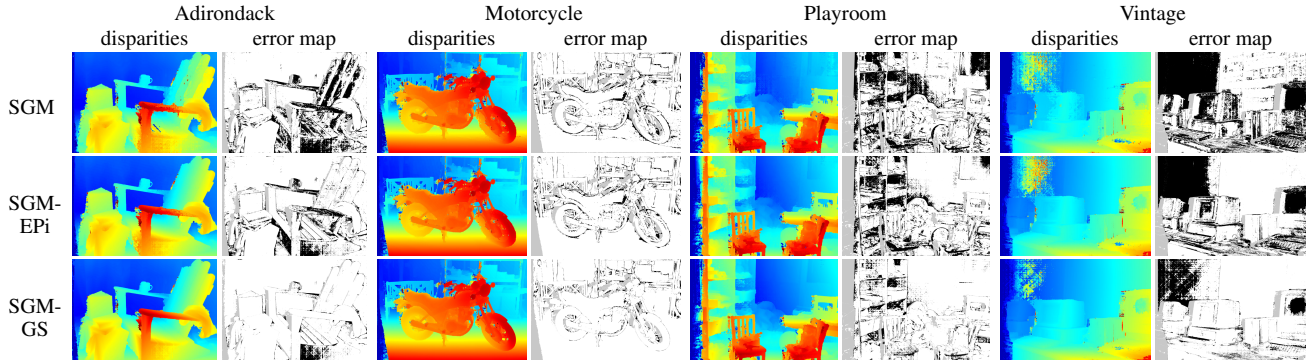 Adirondack Motorcycle Playroom Vintage
disparities error map disparities error map disparities error map disparities error map
SGM
SGM-
EPi
SGM-
GS